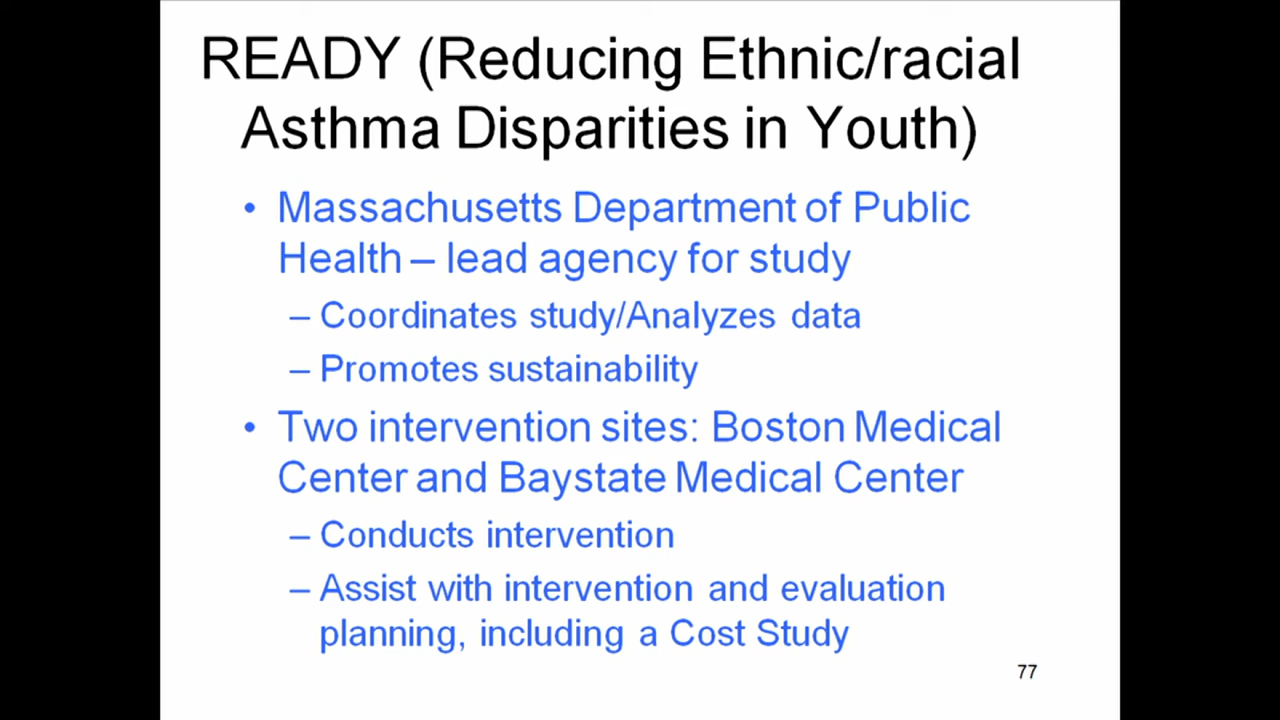 READY (Reducing Ethnic/racial
Asthma Disparities in Youth)
• Massachusetts Department of Public
Health – lead agency for study
– Coordinates study/Analyzes data
– Promotes sustainability
• Two intervention sites: Boston Medical
Center and Baystate Medical Center
– Conducts intervention
– Assist with intervention and evaluation
planning, including a Cost Study
77